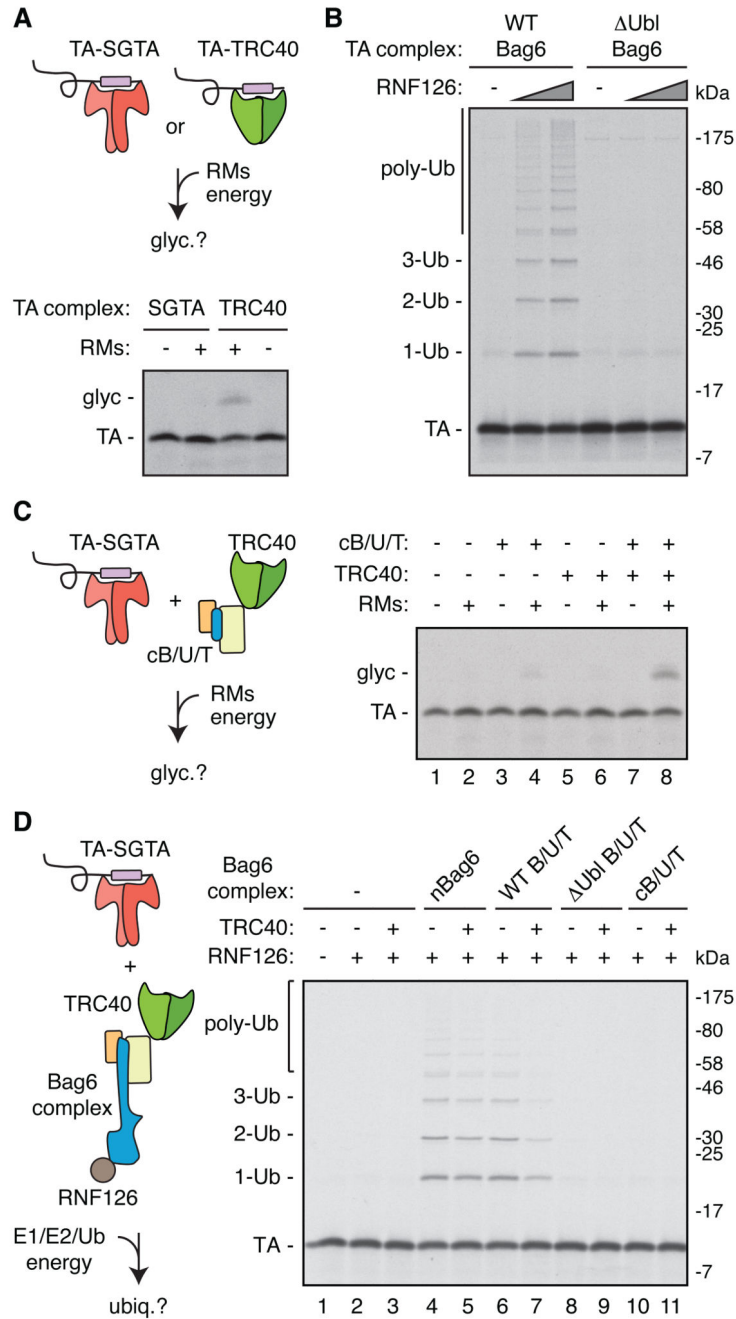 A
TA-SGTA TA-TRC40
or
RMs
energy
glyc.?
TA complex: SGTA TRC40
RMs: - + + -
glyc -
TA -
B
WT ΔUbl
TA complex: Bag6 Bag6
RNF126: - - kDa
poly-Ub
3-Ub -
2-Ub -
1-Ub -
TA -
-175
-80
-58
-46
-30
-25
-17
-7
C
TA-SGTA TRC40
+
cB/U/T
RMs
energy
glyc.?
cB/U/T: - - + + - - + +
TRC40: - - - - + + + +
RMs: - + - + - + - +
glyc -
TA -
1 2 3 4 5 6 7 8
D
TA-SGTA
+
TRC40
Bag6
complex
RNF126
E1/E2/Ub
energy
ubiq.?
Bag6
complex: - nBag6 WT B/U/T ΔUbl B/U/T cB/U/T
TRC40: - - + - + - + - + - +
RNF126: - + + + + + + + + + + kDa
poly-Ub
3-Ub -
2-Ub -
1-Ub -
TA -
-175
-80
-58
-46
-30
-25
-17
-7
1 2 3 4 5 6 7 8 9 10 11